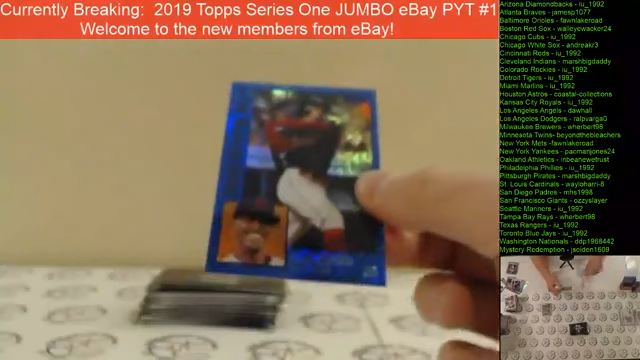 Currently Breaking: 2019 Topps Series One JUMBO eBay PYT #1
Welcome to the new members from eBay!
Arizona Diamondbacks - iu_1992
Atlanta Braves - jamesp1077
Baltimore Orioles - fawnlakeroad
Boston Red Sox - walleywacker24
Chicago Cubs - iu_1992
Chicago White Sox - andreakr3
Cincinnati Reds - iu_1992
Cleveland Indians - marshbigdaddy
Colorado Rockies - iu_1992
Detroit Tigers - iu_1992
Miami Marlins - iu_1992
Houston Astros - coastal-collections
Kansas City Royals - iu_1992
Los Angeles Angels - dawhall
Los Angeles Dodgers - ralpvarga0
Milwaukee Brewers - wherbert98
Minnesota Twins- beyondthebleachers
New York Mets -fawnlakeroad
New York Yankees - pacmanjones24
Oakland Athletics - inbeanewetrust
Philadelphia Phillies - iu_1992
Pittsburgh Pirates - marshbigdaddy
St. Louis Cardinals - wayloharri-8
San Diego Padres - mhs1998
San Francisco Giants - ozzyslayer
Seattle Mariners - iu_1992
Tampa Bay Rays - wherbert98
Texas Rangers - iu_1992
Toronto Blue Jays - iu_1992
Washington Nationals - ddp1968442
Mystery Redemption - jselden1609